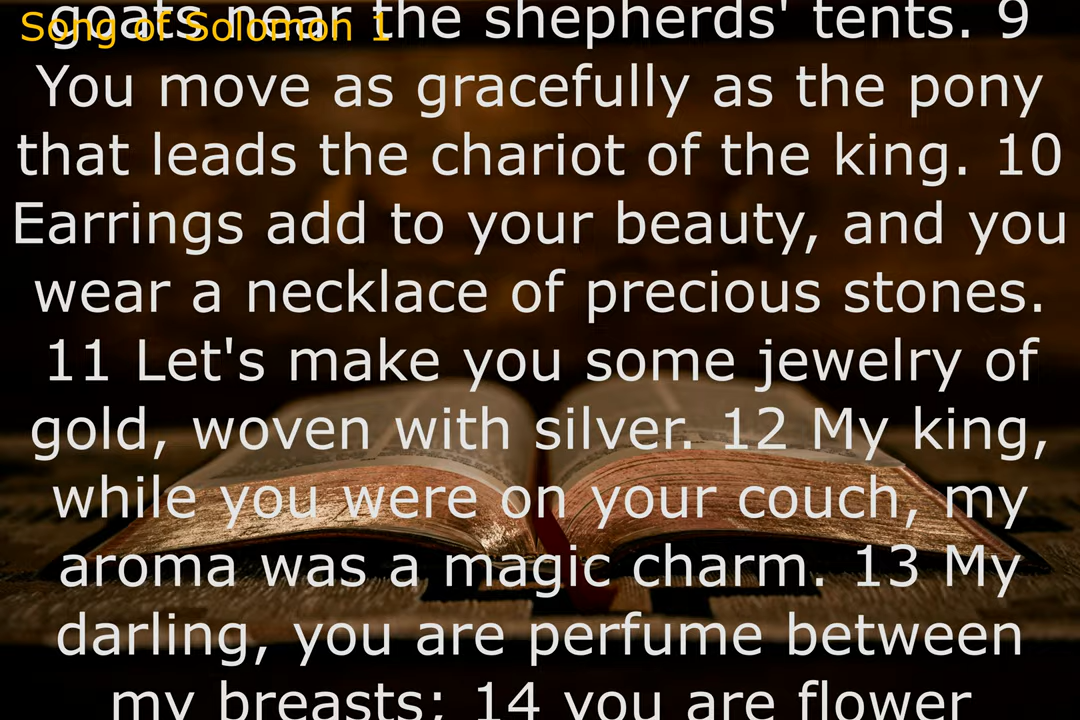 Song of Solomon 1
goats near the shepherds' tents. 9
You move as gracefully as the pony
that leads the chariot of the king. 10
Earrings add to your beauty, and you
wear a necklace of precious stones.
11 Let's make you some jewelry of
gold, woven with silver. 12 My king,
while you were on your couch, my
aroma was a magic charm. 13 My
darling, you are perfume between
my breasts; 14 you are flower